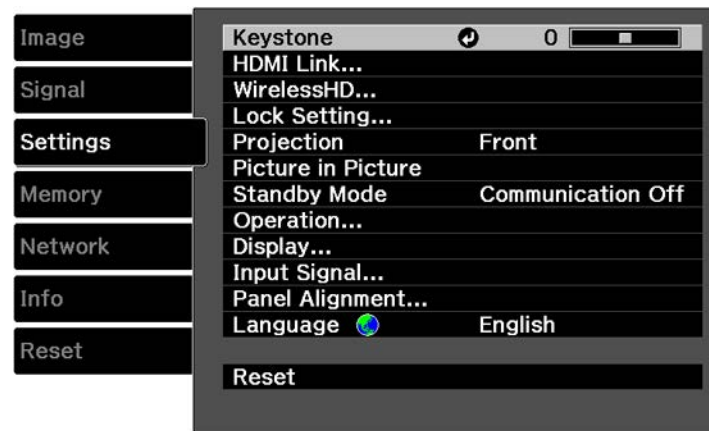 Image
Signal
Settings
Memory
Network
Info
Reset
Keystone 0
HDMI Link...
WirelessHD...
Lock Setting...
Projection Front
Picture in Picture
Standby Mode Communication Off
Operation...
Display...
Input Signal...
Panel Alignment...
Language English
Reset